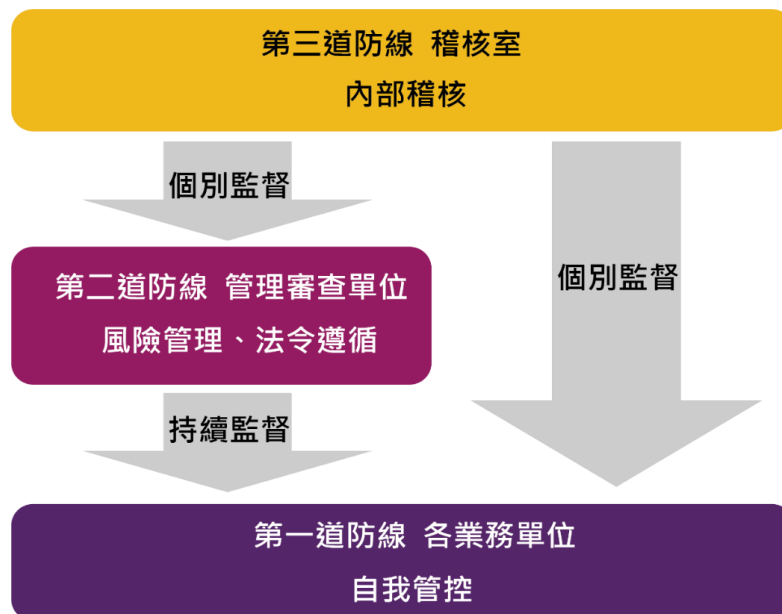 第三道防線 稽核室
內部稽核
個別監督
第二道防線 管理審查單位
風險管理、法令遵循
個別監督
持續監督
第一道防線 各業務單位
自我管控